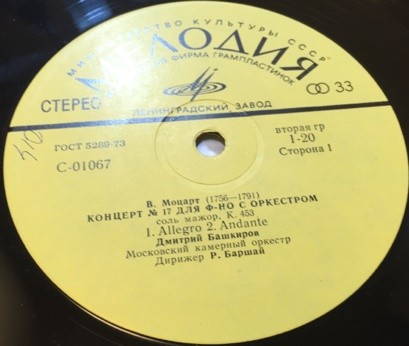 МИНИСТЕРСТВО КУЛЬТУРЫ СССР
МЕЛОДИЯ
ФИРМА ГРАМПЛАСТИНОК
СТЕРЕО
33
ЛЕНИНГРАДСКИЙ ЗАВОД
ГОСТ 5289-73
С-01067
вторая гр
1-20
Сторона 1
В. Моцарт (1756—1791)
КОНЦЕРТ № 17 ДЛЯ Ф-НО С ОРКЕСТРОМ
соль мажор, К. 453
1. Allegro 2. Andante
Дмитрий Башкиров
Московский камерный оркестр
Дирижер Р. Баршай